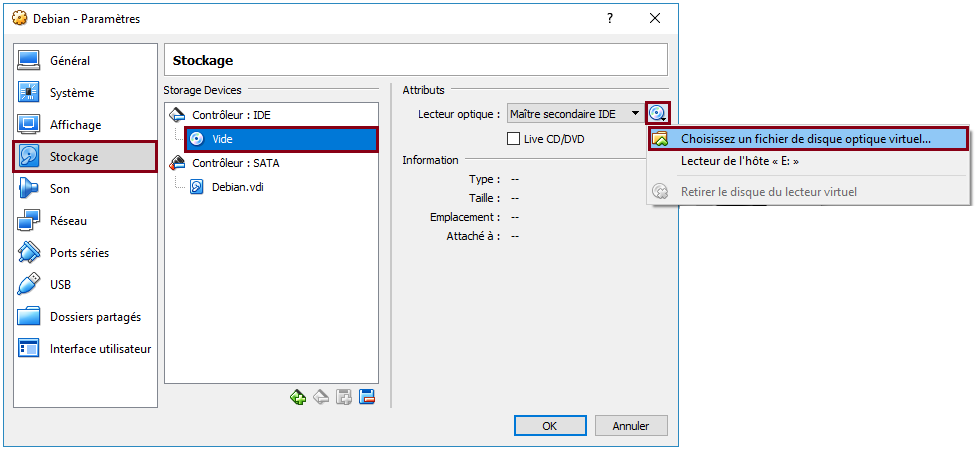 Debian - Paramètres
?
Général
Système
Affichage
Stockage
Son
Réseau
Ports séries
USB
Dossiers partagés
Interface utilisateur
Stockage
Storage Devices
Contrôleur : IDE
Vide
Contrôleur : SATA
Debian.vdi
Attributs
Lecteur optique : Maître secondaire IDE
Live CD/DVD
Information
Type : --
Taille : --
Emplacement : --
Attaché à : --
Choisissez un fichier de disque optique virtuel...
Lecteur de l'hôte « E: »
Retirer le disque du lecteur virtuel
OK
Annuler